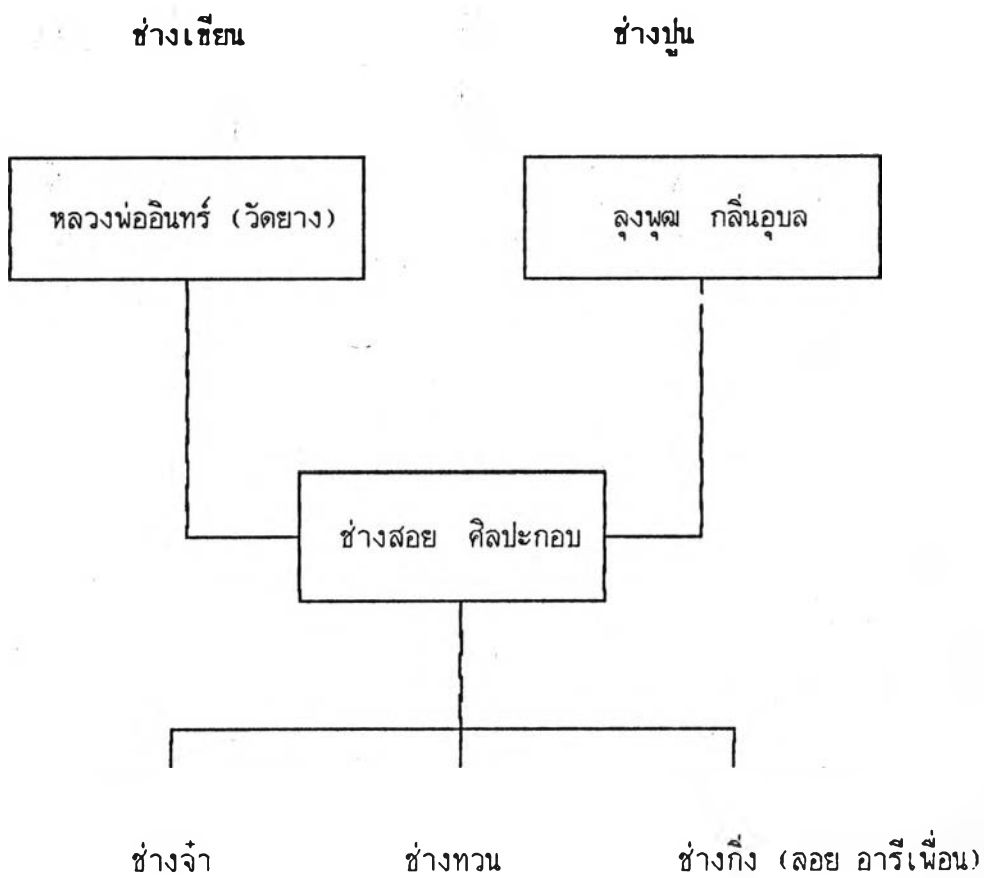 ช่างเขียน ช่างปูน
หลวงพ่ออินทร์ (วัดยาง) ลุงพุฒ กลิ่นอุบล
ช่างสอย ศิลปะกอบ
ช่างจ๋า ช่างทวน ช่างกิ่ง (ลอย อารีเพื่อน)